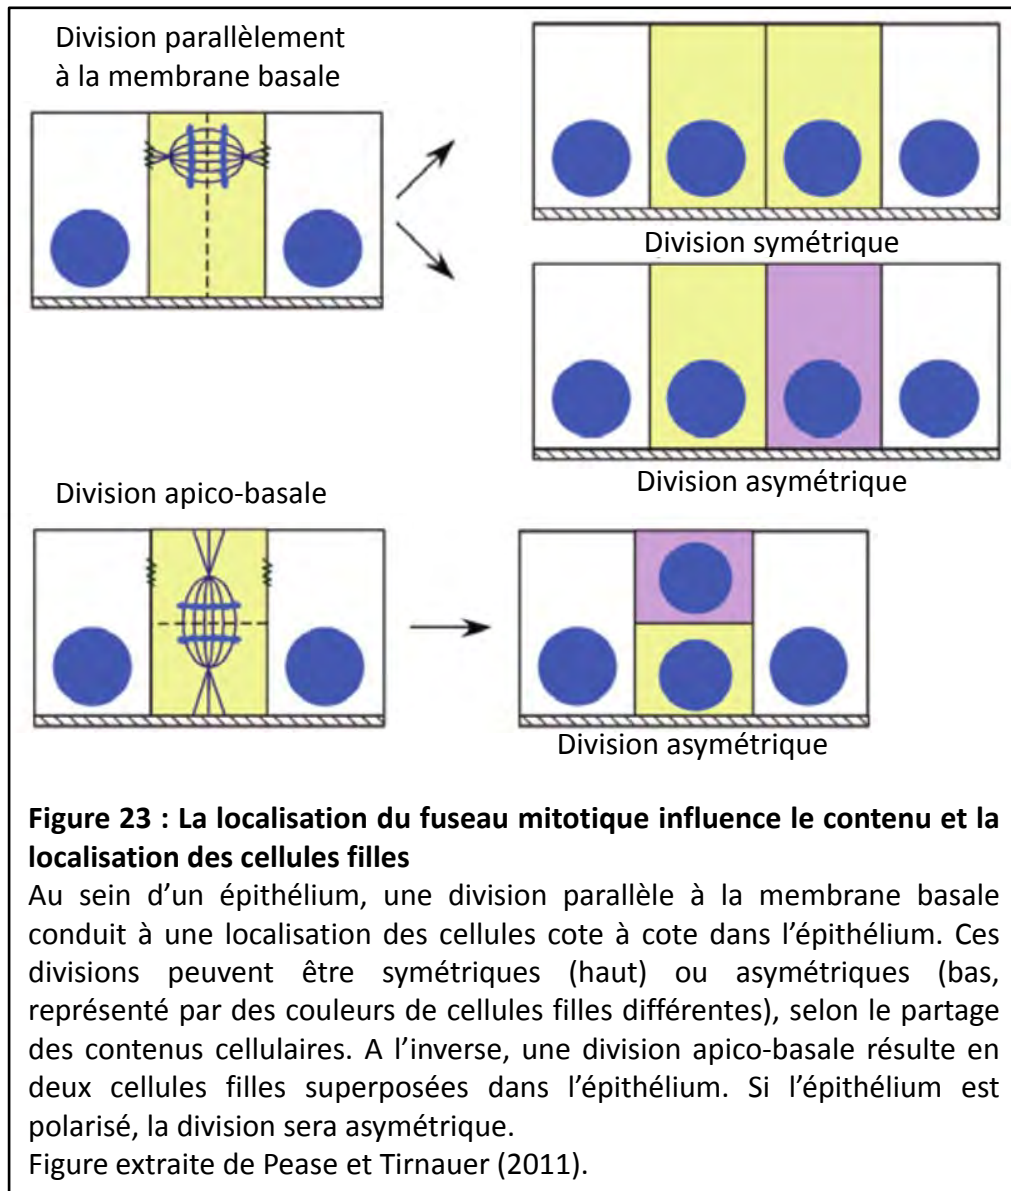 Division parallèlement
à la membrane basale
Division symétrique
Division asymétrique
Division apico-basale
Division asymétrique
Figure 23 : La localisation du fuseau mitotique influence le contenu et la
localisation des cellules filles
Au sein d’un épithélium, une division parallèle à la membrane basale
conduit à une localisation des cellules cote à cote dans l’épithélium. Ces
divisions peuvent être symétriques (haut) ou asymétriques (bas,
représenté par des couleurs de cellules filles différentes), selon le partage
des contenus cellulaires. A l’inverse, une division apico-basale résulte en
deux cellules filles superposées dans l’épithélium. Si l’épithélium est
polarisé, la division sera asymétrique.
Figure extraite de Pease et Tirnauer (2011).